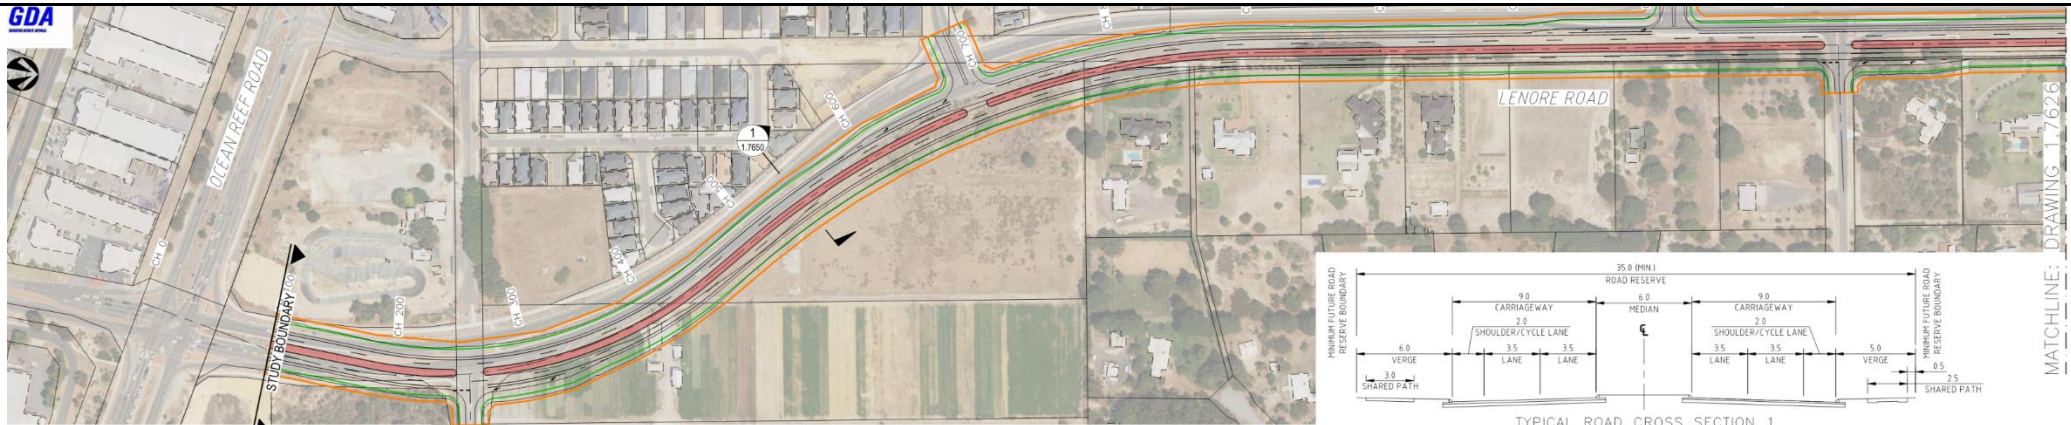 GDA
OCEAN REEF ROAD
CH 0
STUDY BOUNDARY
100
CH 200
CH 300
CH 400
CH 500
CH 600
CH 700
1
1.7650
LENORE ROAD
MATCHLINE: DRAWING 1.7626
35.0 (MIN.)
ROAD RESERVE
MINIMUM FUTURE ROAD
RESERVE BOUNDARY
9.0
CARRIAGEWAY
6.0
MEDIAN
9.0
CARRIAGEWAY
MINIMUM FUTURE ROAD
RESERVE BOUNDARY
2.0
SHOULDER/CYCLE LANE
2.0
SHOULDER/CYCLE LANE
6.0
VERGE
3.5
LANE
3.5
LANE
3.5
LANE
3.5
LANE
5.0
VERGE
3.0
SHARED PATH
0.5
2.5
SHARED PATH
TYPICAL ROAD CROSS SECTION 1